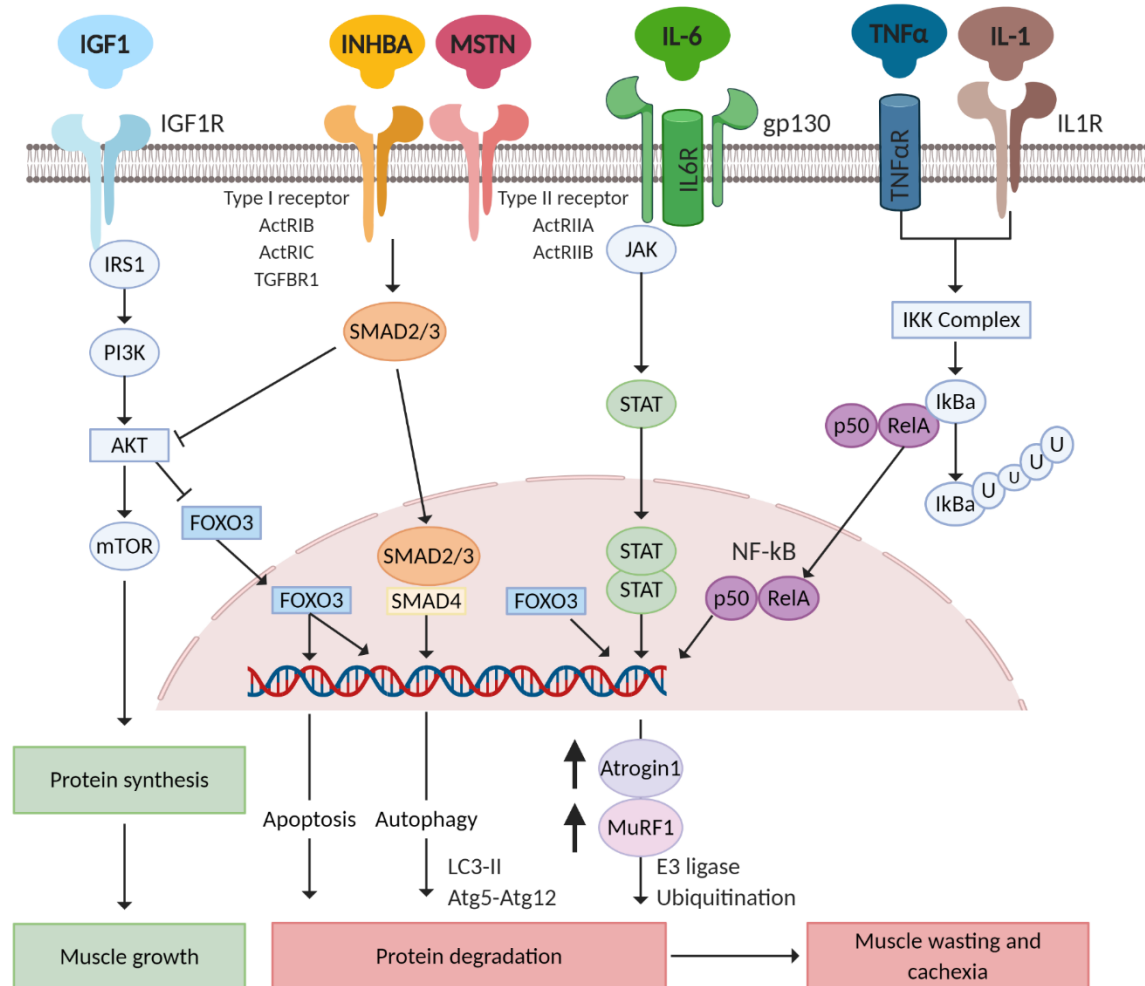 IGF1
INHBA
MSTN
IL-6
TNFα
IL-1
IGF1R
gp130
IL1R
IL6R
TNFαR
Type I receptor
ActRIB
ActRIC
TGFBR1
Type II receptor
ActRIIA
ActRIIB
IRS1
JAK
SMAD2/3
IKK Complex
PI3K
STAT
IkBa
p50
RelA
AKT
U
U
U
U
IkBa
FOXO3
mTOR
SMAD2/3
STAT
NF-kB
STAT
FOXO3
SMAD4
FOXO3
p50
RelA
Protein synthesis
Atrogin1
Apoptosis
Autophagy
MuRF1
LC3-II
Atg5-Atg12
E3 ligase
Ubiquitination
Muscle growth
Protein degradation
Muscle wasting and
cachexia